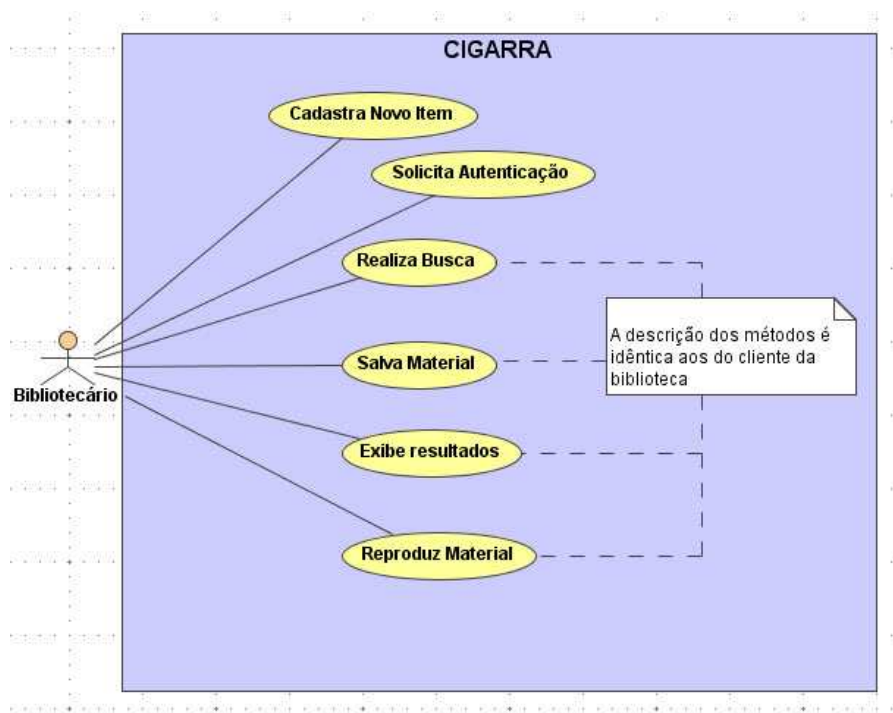 CIGARRA
Cadastra Novo Item
Solicita Autenticação
Realiza Busca
A descrição dos métodos é
idêntica aos do cliente da
biblioteca
Salva Material
Bibliotecário
Exibe resultados
Reproduz Material